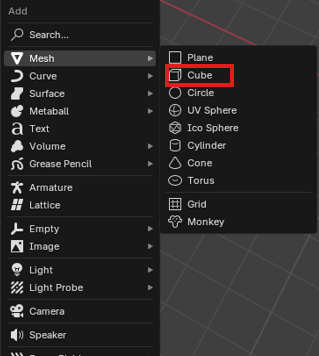 Add
Search...
Mesh
Curve
Surface
Metaball
Text
Volume
Grease Pencil
Armature
Lattice
Empty
Image
Light
Light Probe
Camera
Speaker
Plane
Cube
Circle
UV Sphere
Ico Sphere
Cylinder
Cone
Torus
Grid
Monkey